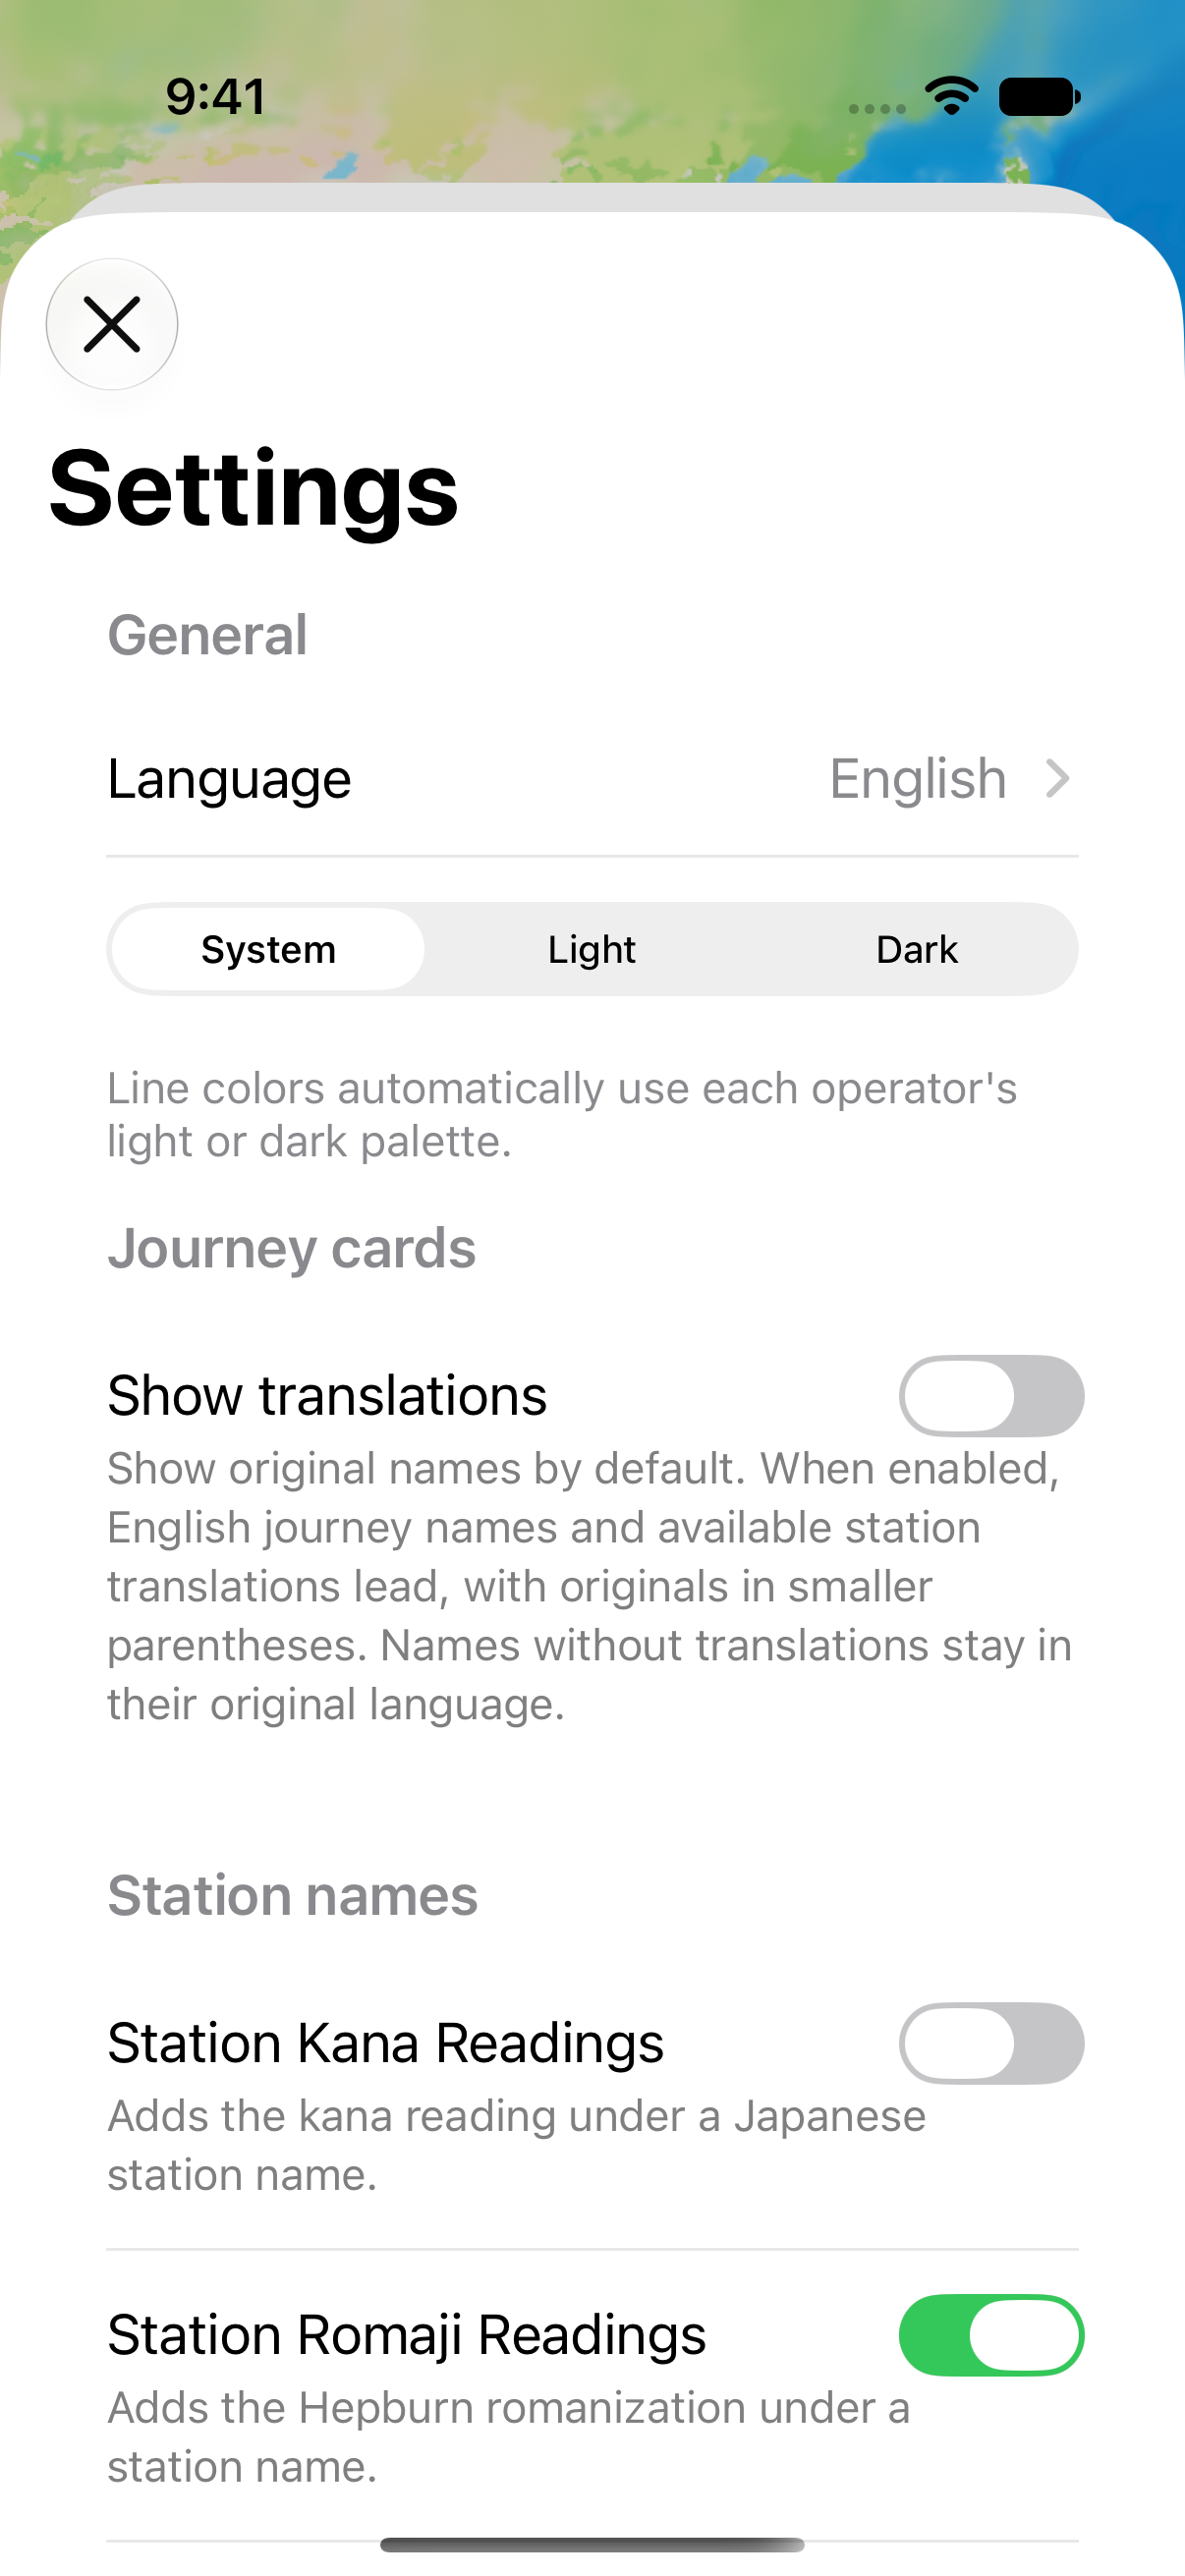 9:41
Settings
General
Language English
System Light Dark
Line colors automatically use each operator's
light or dark palette.
Journey cards
Show translations
Show original names by default. When enabled,
English journey names and available station
translations lead, with originals in smaller
parentheses. Names without translations stay in
their original language.
Station names
Station Kana Readings
Adds the kana reading under a Japanese
station name.
Station Romaji Readings
Adds the Hepburn romanization under a
station name.